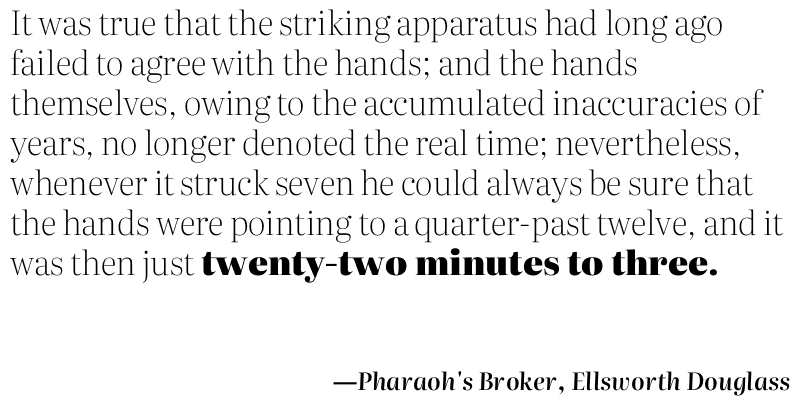 It was true that the striking apparatus had long ago
failed to agree with the hands; and the hands
themselves, owing to the accumulated inaccuracies of
years, no longer denoted the real time; nevertheless,
whenever it struck seven he could always be sure that
the hands were pointing to a quarter-past twelve, and it
was then just twenty-two minutes to three.
—Pharaoh's Broker, Ellsworth Douglass